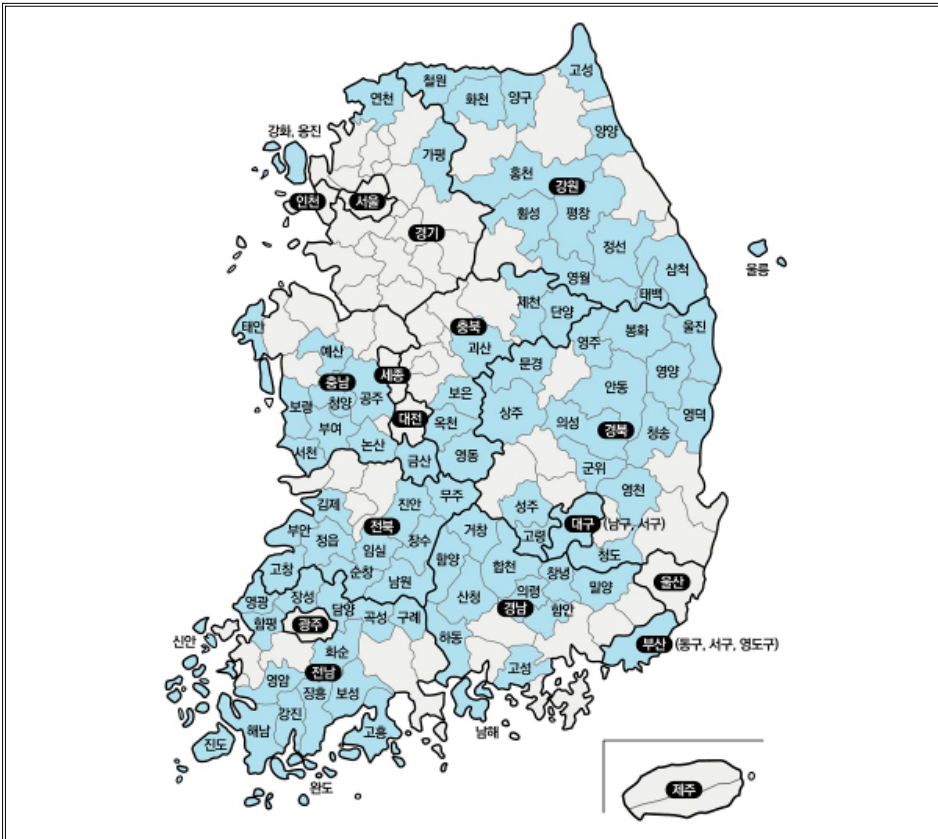 고성
철원
연천
화천
양구
강화, 옹진
양양
가평
홍천
강원
인천
서울
횡성
평창
경기
정선
삼척
울릉
영월
태백
제천
단양
태안
충북
울진
봉화
영주
괴산
예산
문경
영양
세종
충남
안동
보은
공주
청양
보령
상주
영덕
대전
옥천
의성
경북
청송
부여
논산
서천
금산
영동
군위
영천
무주
김제
진안
성주
전북
대구 (남구, 서구)
거창
부안
정읍
장수
고령
임실
함양
청도
합천
고창
순창
남원
창녕
밀양
울산
산청
의령
영광
장성
담양
경남
함안
곡성
구례
함평
광주
하동
신안
화순
부산 (동구, 서구, 영도구)
전남
고성
영암
장흥
보성
강진
해남
고흥
진도
남해
완도
제주